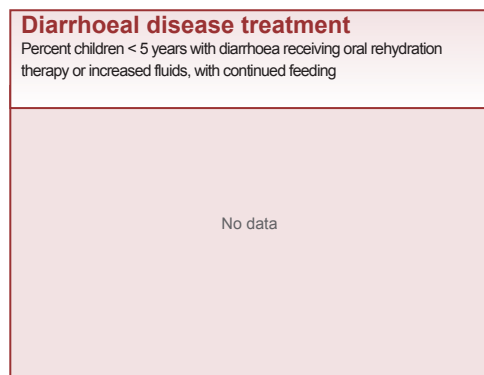 Diarrhoeal disease treatment
Percent children < 5 years with diarrhoea receiving oral rehydration
therapy or increased fluids, with continued feeding
No data